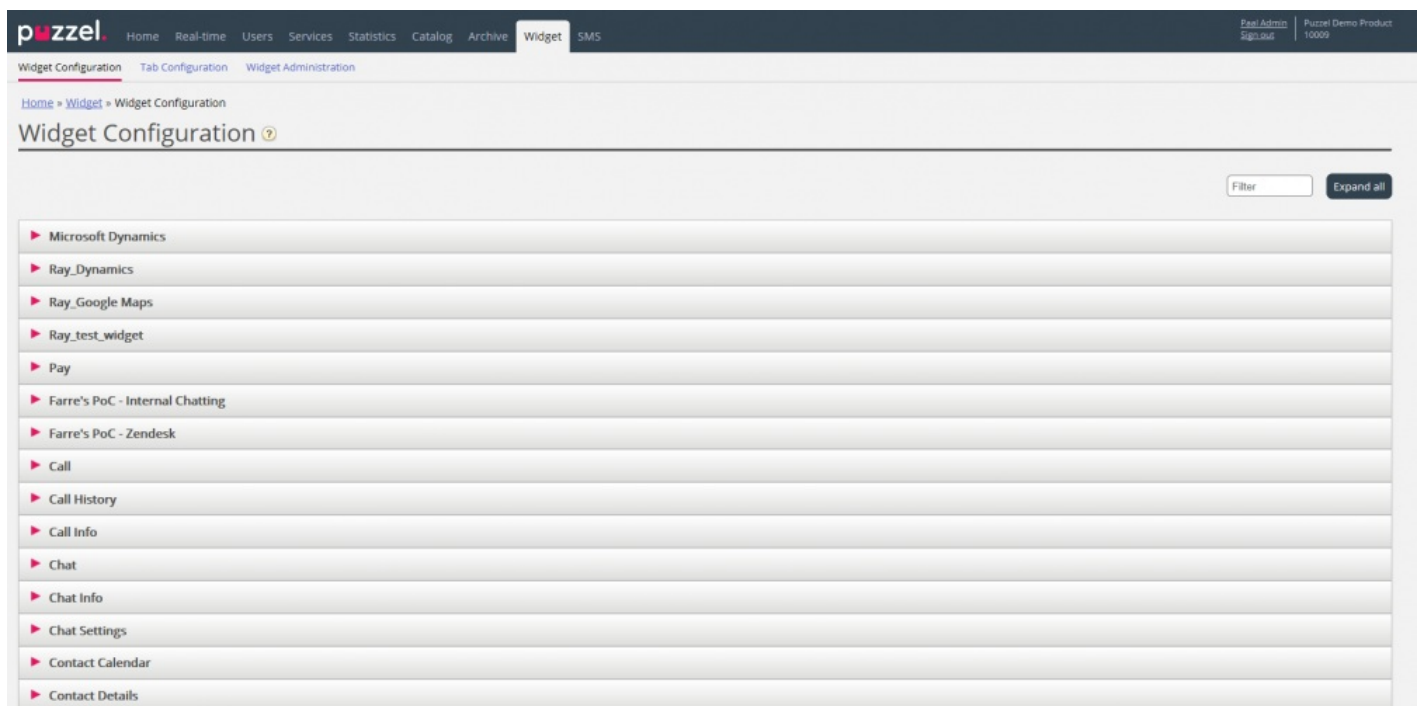 puzzel. Home Real-time Users Services Statistics Catalog Archive Widget SMS
Paal Admin
Sign out
Puzzel Demo Product
10009
Widget Configuration Tab Configuration Widget Administration
Home » Widget » Widget Configuration
Widget Configuration ?
Filter Expand all
Microsoft Dynamics
Ray_Dynamics
Ray_Google Maps
Ray_test_widget
Pay
Farre's PoC - Internal Chatting
Farre's PoC - Zendesk
Call
Call History
Call Info
Chat
Chat Info
Chat Settings
Contact Calendar
Contact Details